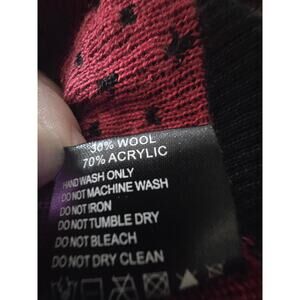 30% WOOL
70% ACRYLIC
HAND WASH ONLY
DO NOT MACHINE WASH
DO NOT IRON
DO NOT TUMBLE DRY
DO NOT BLEACH
DO NOT DRY CLEAN